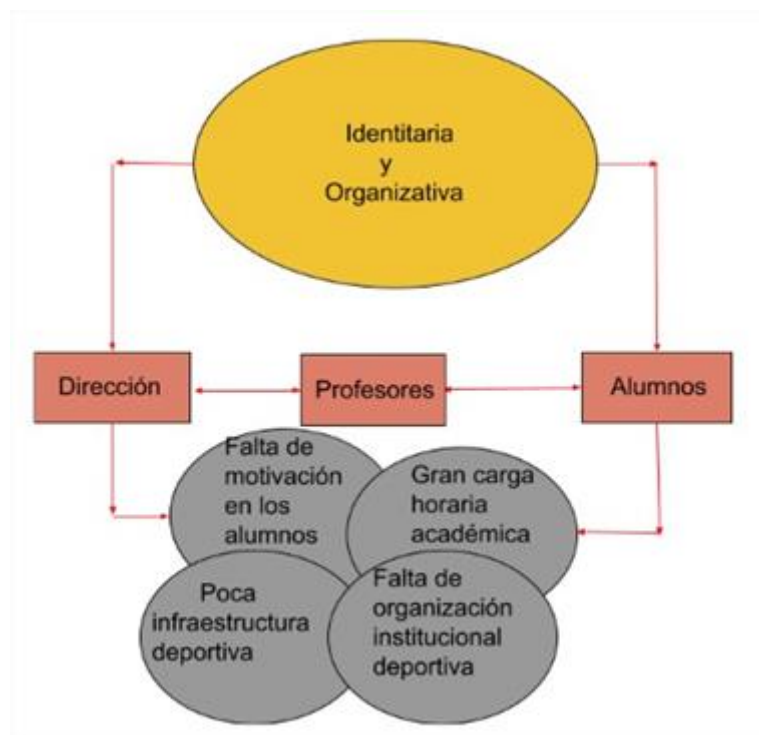 Identitaria
y
Organizativa
Dirección
Profesores
Alumnos
Falta de
motivación
en los
alumnos
Gran carga
horaria
académica
Poca
infraestructura
deportiva
Falta de
organización
institucional
deportiva